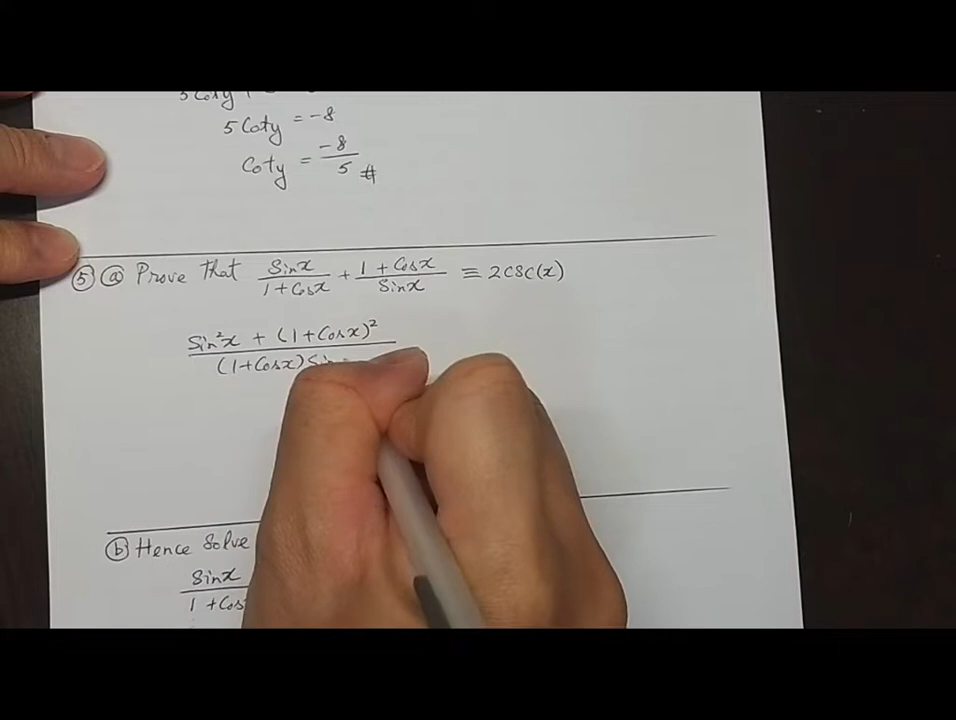 5 Coty = -8
Coty = -8/5 #
5 a Prove that Sinx/1+Cosx + 1+Cosx/Sinx ≡ 2CSC(x)
Sin²x + (1+Cosx)²
(1+Cosx)
b Hence Solve
Sinx
1 +Cos